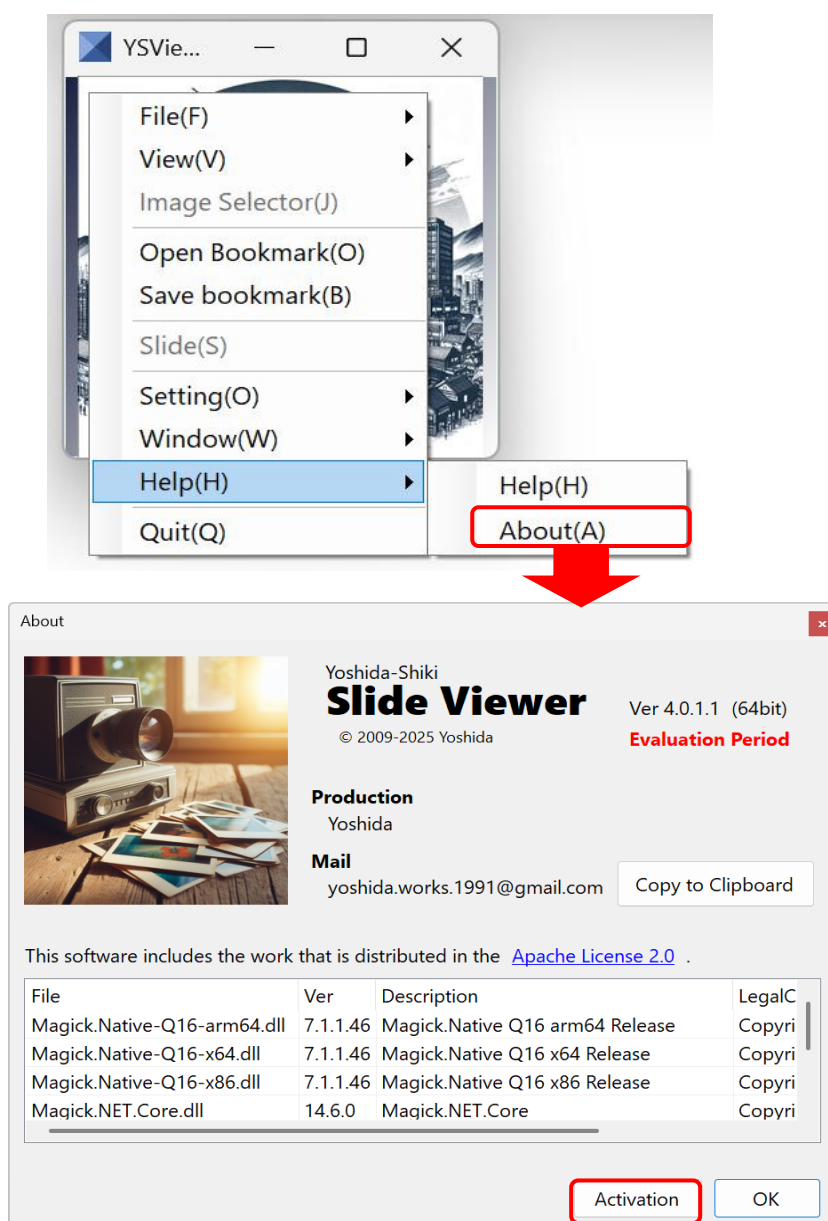 YSVie...
File(F)
View(V)
Image Selector(J)
Open Bookmark(O)
Save bookmark(B)
Slide(S)
Setting(O)
Window(W)
Help(H)
Quit(Q)
Help(H)
About(A)
About
Yoshida-Shiki
Slide Viewer
© 2009-2025 Yoshida
Ver 4.0.1.1 (64bit)
Evaluation Period
Production
Yoshida
Mail
yoshida.works.1991@gmail.com
Copy to Clipboard
This software includes the work that is distributed in the Apache License 2.0 .
File Ver Description LegalC
Magick.Native-Q16-arm64.dll 7.1.1.46 Magick.Native Q16 arm64 Release Copyri
Magick.Native-Q16-x64.dll 7.1.1.46 Magick.Native Q16 x64 Release Copyri
Magick.Native-Q16-x86.dll 7.1.1.46 Magick.Native Q16 x86 Release Copyri
Magick.NET.Core.dll 14.6.0 Magick.NET.Core Copyri
Activation OK